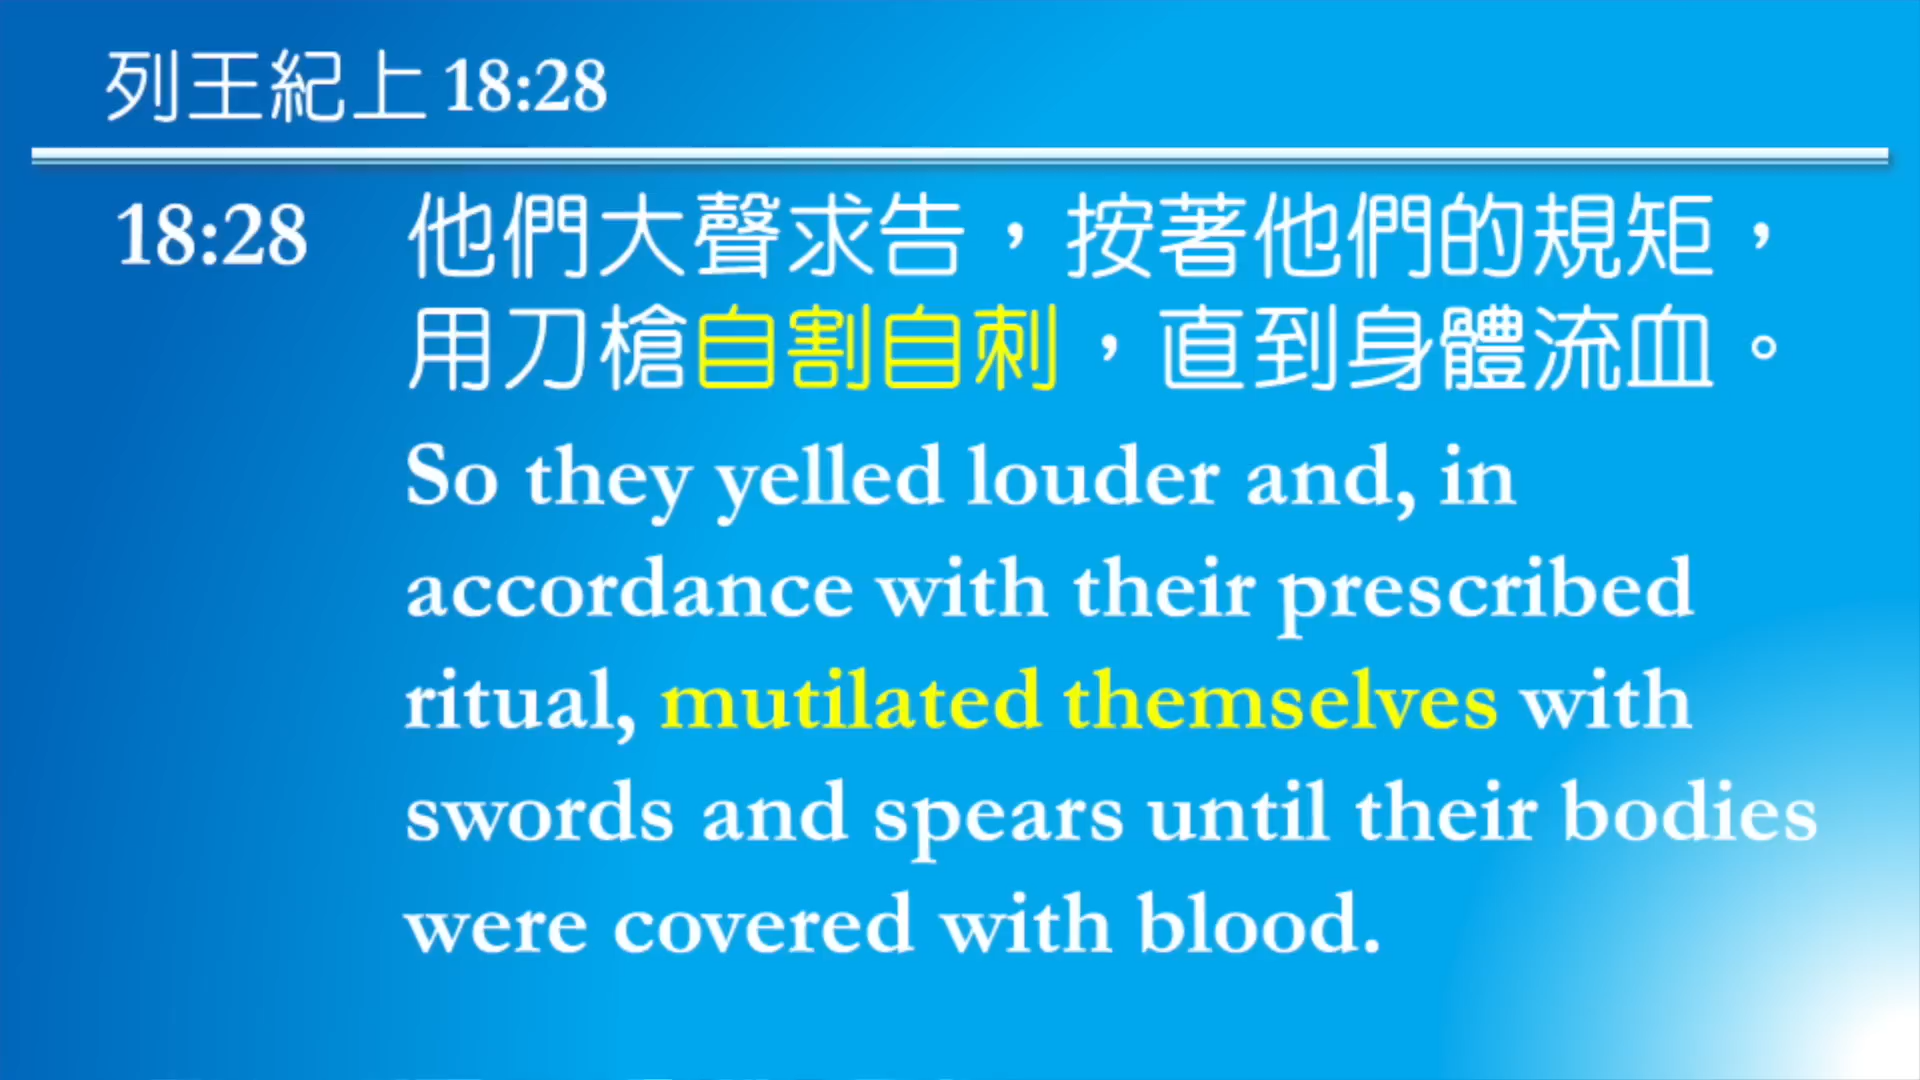 列王紀上 18:28
18:28 他們大聲求告，按著他們的規矩，
用刀槍自割自刺，直到身體流血。
So they yelled louder and, in
accordance with their prescribed
ritual, mutilated themselves with
swords and spears until their bodies
were covered with blood.